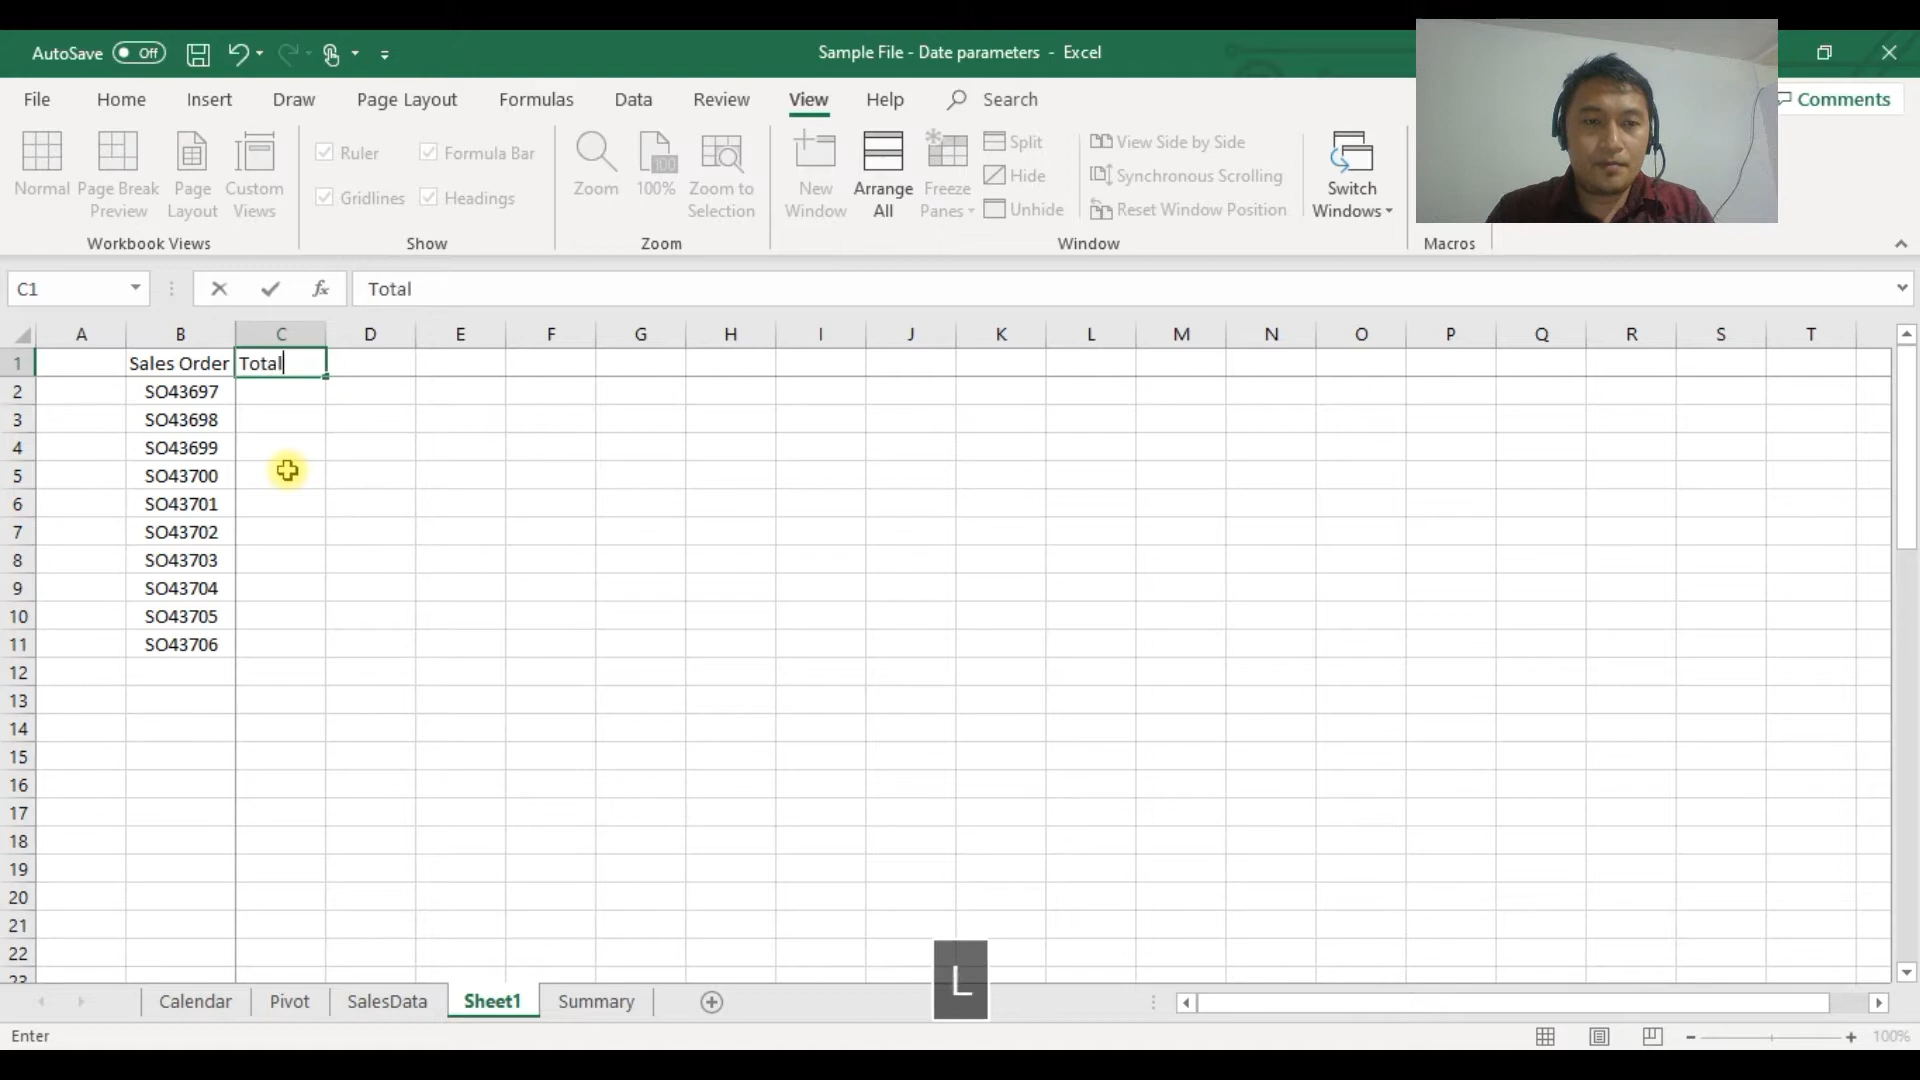 AutoSave Off Sample File - Date parameters - Excel
File Home Insert Draw Page Layout Formulas Data Review View Help Search Comments
Normal Page Break Preview Page Layout Custom Views
Workbook Views
Ruler Formula Bar
Gridlines Headings
Show
Zoom 100 100% Zoom to Selection
Zoom
New Window Arrange All Freeze Panes
Split
Hide
Unhide
View Side by Side
Synchronous Scrolling
Reset Window Position
Switch Windows
Window
Macros
C1 fx Total
A B C D E F G H I J K L M N O P Q R S T
1 Sales Order Total
2 SO43697
3 SO43698
4 SO43699
5 SO43700
6 SO43701
7 SO43702
8 SO43703
9 SO43704
10 SO43705
11 SO43706
12
13
14
15
16
17
18
19
20
21
22
23
L
Calendar Pivot SalesData Sheet1 Summary
Enter 100%